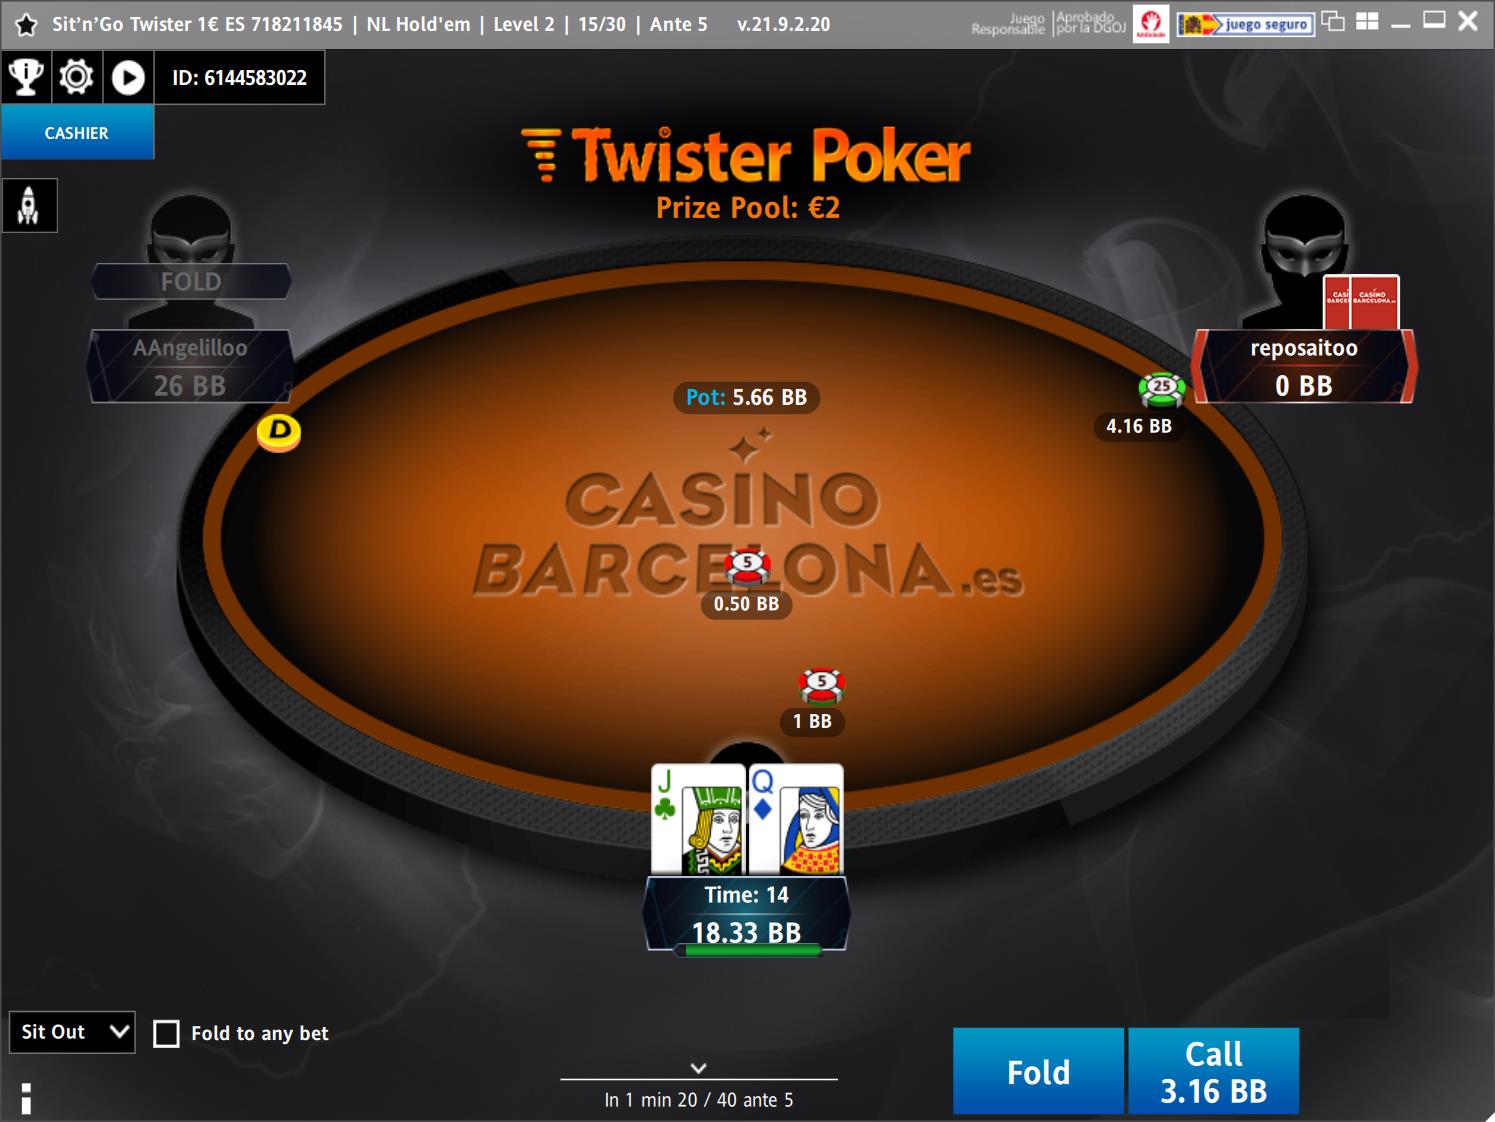 Sit'n'Go Twister 1€ ES 718211845 | NL Hold'em | Level 2 | 15/30 | Ante 5 v.21.9.2.20
Juego Responsable
Aprobado por la DGOJ
juego seguro
ID: 6144583022
CASHIER
Twister Poker
Prize Pool: €2
FOLD
AAngelilloo
26 BB
D
CASINO BARCELONA.es
reposaitoo
0 BB
Pot: 5.66 BB
25
4.16 BB
CASINO
BARCELONA.es
5
0.50 BB
5
1 BB
J
Q
Time: 14
18.33 BB
Sit Out
Fold to any bet
Fold
Call
3.16 BB
In 1 min 20 / 40 ante 5